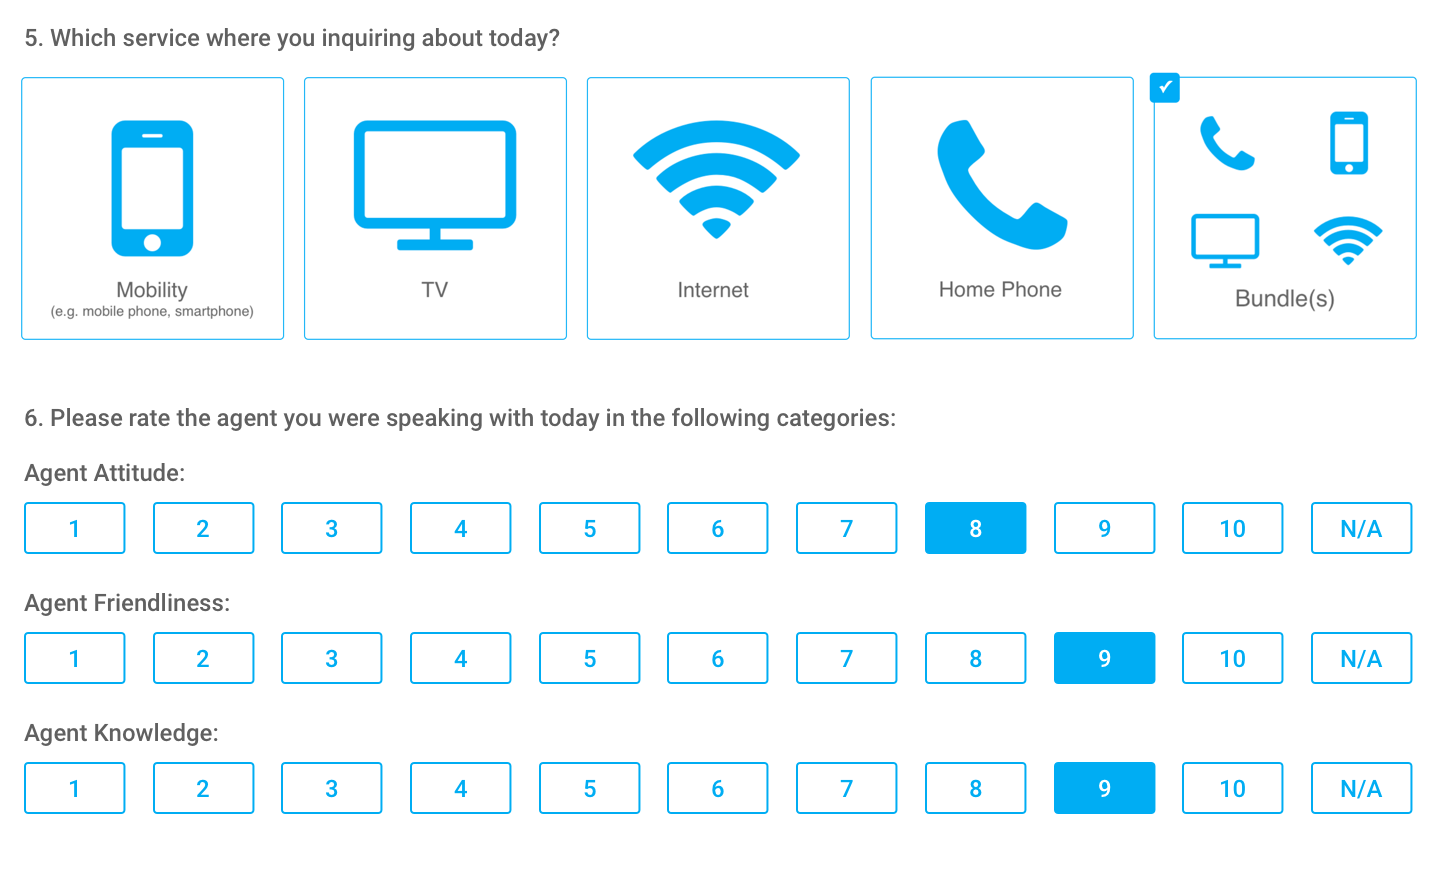 5. Which service where you inquiring about today?
Mobility
(e.g. mobile phone, smartphone)
TV
Internet
Home Phone
Bundle(s)
6. Please rate the agent you were speaking with today in the following categories:
Agent Attitude:
1 2 3 4 5 6 7 8 9 10 N/A
Agent Friendliness:
1 2 3 4 5 6 7 8 9 10 N/A
Agent Knowledge:
1 2 3 4 5 6 7 8 9 10 N/A